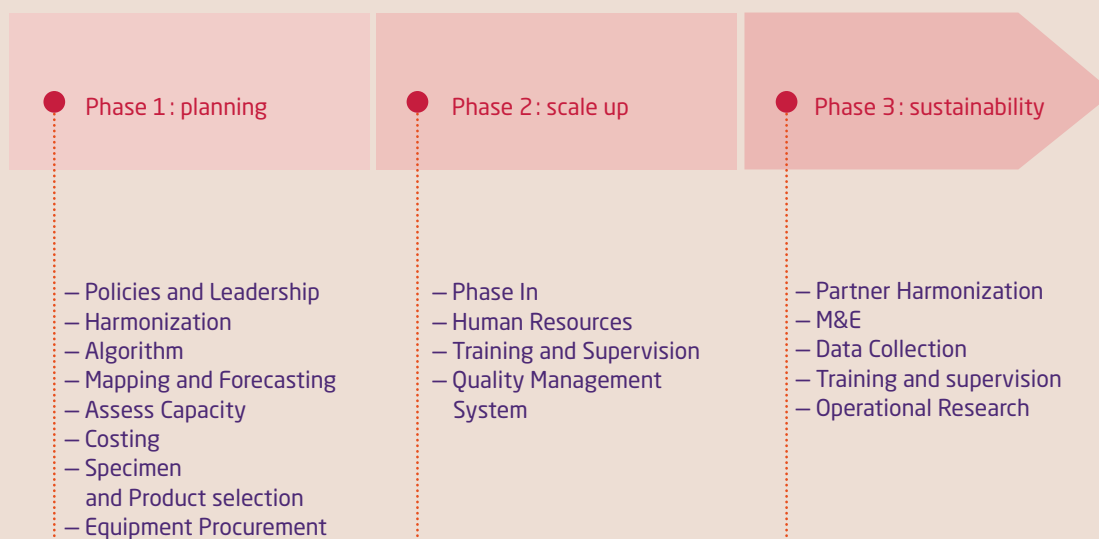 Phase 1: planning
Phase 2: scale up
Phase 3: sustainability
— Policies and Leadership
— Harmonization
— Algorithm
— Mapping and Forecasting
— Assess Capacity
— Costing
— Specimen
and Product selection
— Equipment Procurement
— Phase In
— Human Resources
— Training and Supervision
— Quality Management
System
— Partner Harmonization
— M&E
— Data Collection
— Training and supervision
— Operational Research